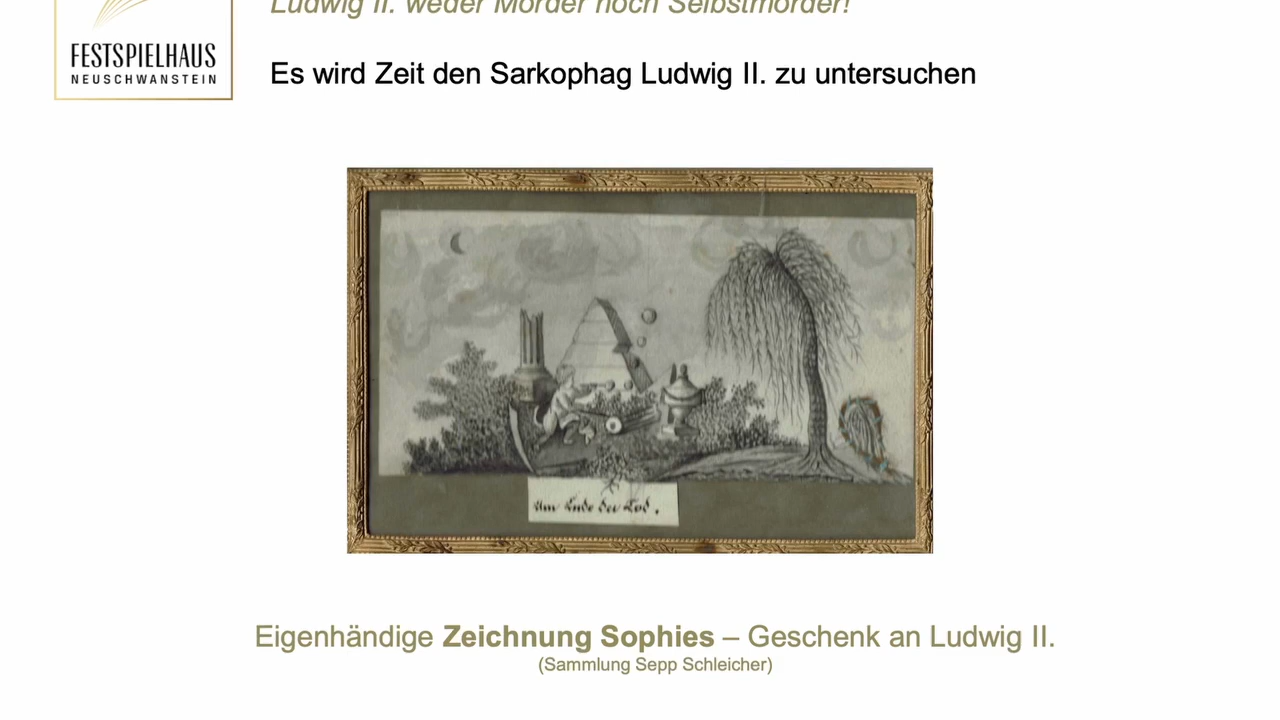 Ludwig II. weder Mörder noch Selbstmörder!
FESTSPIELHAUS
NEUSCHWANSTEIN
Es wird Zeit den Sarkophag Ludwig II. zu untersuchen
Am Ende der Tod.
Eigenhändige Zeichnung Sophies – Geschenk an Ludwig II.
(Sammlung Sepp Schleicher)